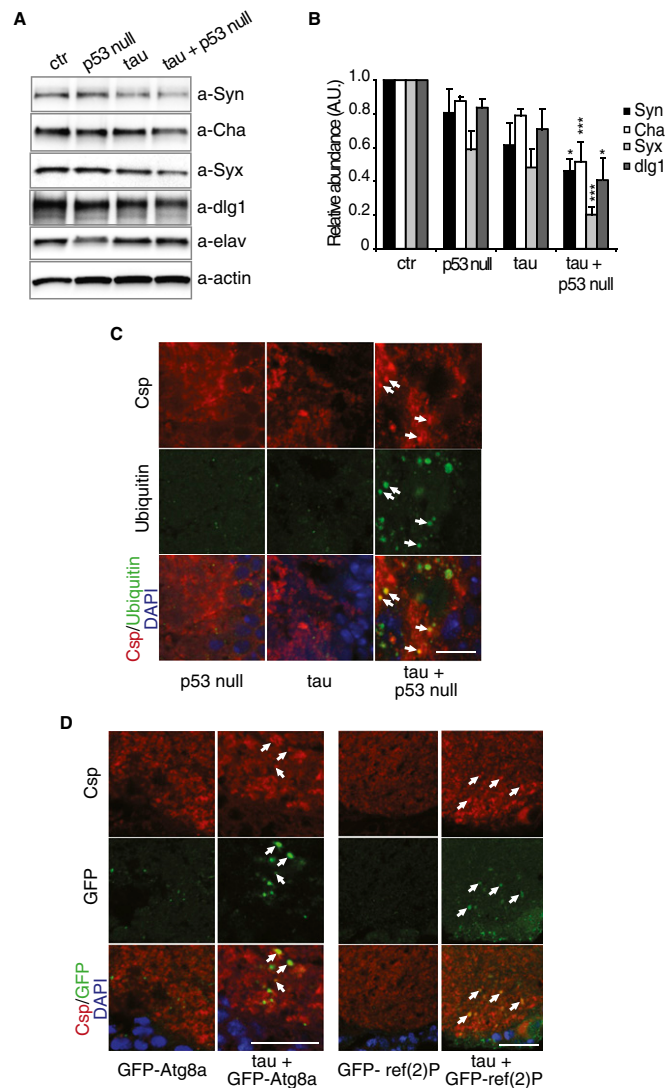 A
ctr p53 null tau tau + p53 null
a-Syn
a-Cha
a-Syx
a-dlg1
a-elav
a-actin
B
Relative abundance (A.U.)
1.0
0.8
0.6
0.4
0.2
0
Syn
Cha
Syx
dlg1
* *** *** *
ctr p53 null tau tau +
p53 null
C
Csp
Ubiquitin
Csp/Ubiquitin
DAPI
p53 null tau tau +
p53 null
D
Csp
GFP
Csp/GFP
DAPI
GFP-Atg8a tau +
GFP-Atg8a
GFP- ref(2)P tau +
GFP-ref(2)P